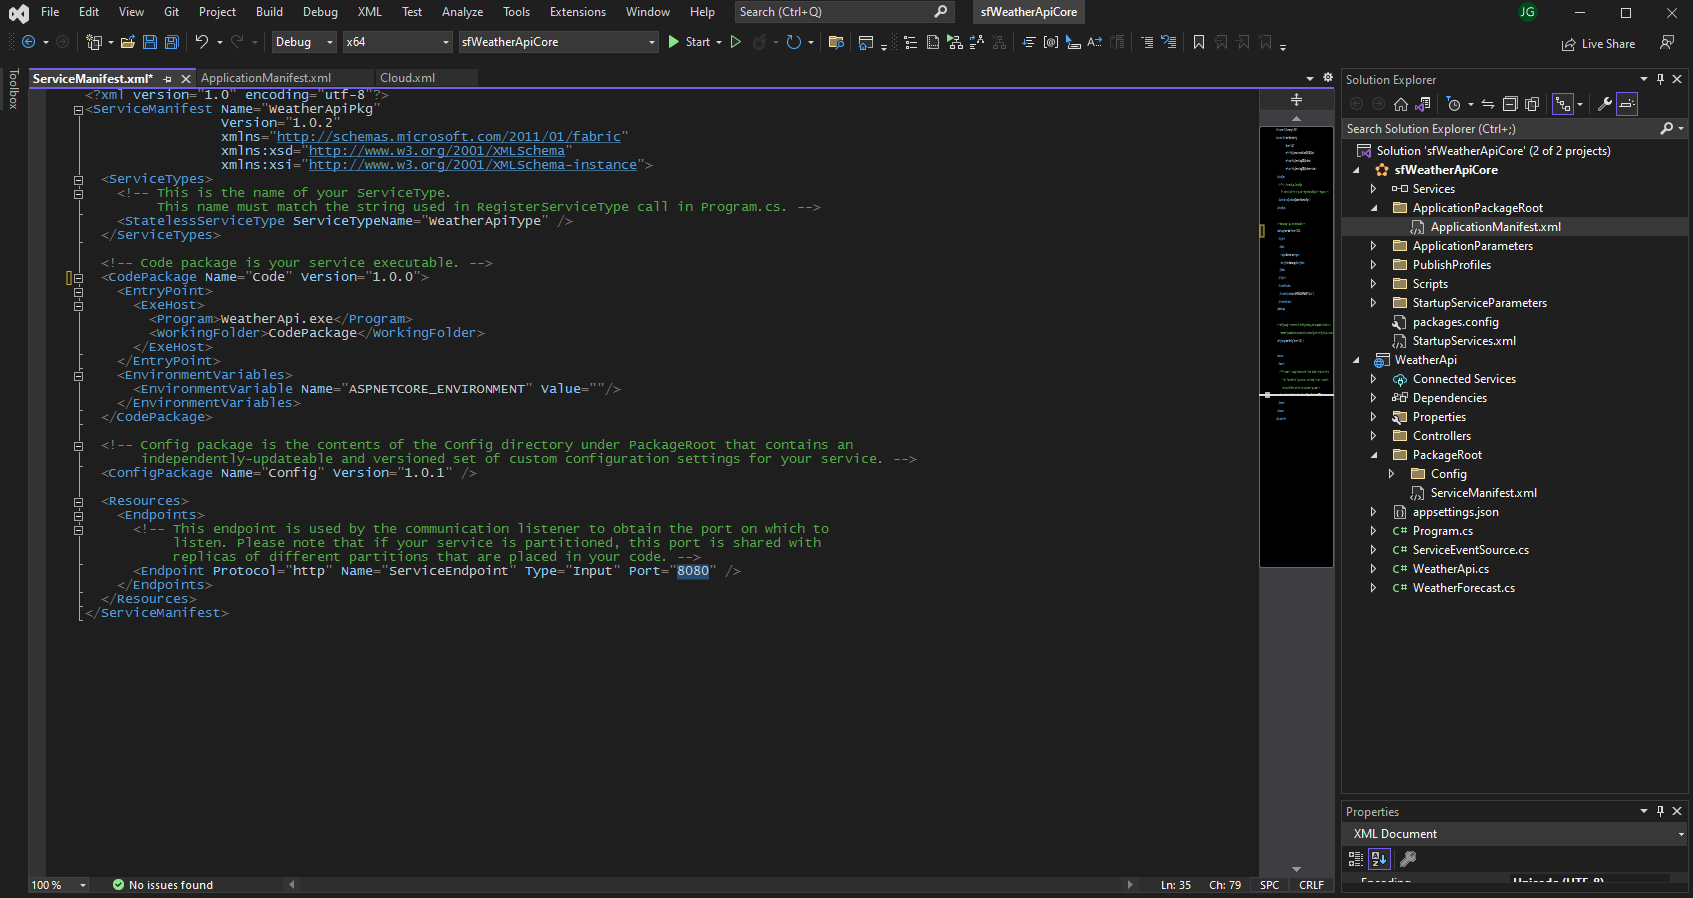 File Edit View Git Project Build Debug XML Test Analyze Tools Extensions Window Help Search (Ctrl+Q) sfWeatherApiCore JG
Debug x64 sfWeatherApiCore Start Live Share
Toolbox
ServiceManifest.xml* ApplicationManifest.xml Cloud.xml
<?xml version="1.0" encoding="utf-8"?>
<ServiceManifest Name="WeatherApiPkg"
Version="1.0.2"
xmlns="http://schemas.microsoft.com/2011/01/fabric"
xmlns:xsd="http://www.w3.org/2001/XMLSchema"
xmlns:xsi="http://www.w3.org/2001/XMLSchema-instance">
<ServiceTypes>
<!-- This is the name of your ServiceType.
This name must match the string used in RegisterServiceType call in Program.cs. -->
<StatelessServiceType ServiceTypeName="WeatherApiType" />
</ServiceTypes>
<!-- Code package is your service executable. -->
<CodePackage Name="Code" Version="1.0.0">
<EntryPoint>
<ExeHost>
<Program>WeatherApi.exe</Program>
<WorkingFolder>CodePackage</WorkingFolder>
</ExeHost>
</EntryPoint>
<EnvironmentVariables>
<EnvironmentVariable Name="ASPNETCORE_ENVIRONMENT" Value=""/>
</EnvironmentVariables>
</CodePackage>
<!-- Config package is the contents of the Config directory under PackageRoot that contains an
independently-updateable and versioned set of custom configuration settings for your service. -->
<ConfigPackage Name="Config" Version="1.0.1" />
<Resources>
<Endpoints>
<!-- This endpoint is used by the communication listener to obtain the port on which to
listen. Please note that if your service is partitioned, this port is shared with
replicas of different partitions that are placed in your code. -->
<Endpoint Protocol="http" Name="ServiceEndpoint" Type="Input" Port="8080" />
</Endpoints>
</Resources>
</ServiceManifest>
100 % No issues found Ln: 35 Ch: 79 SPC CRLF
Solution Explorer
Search Solution Explorer (Ctrl+;)
Solution 'sfWeatherApiCore' (2 of 2 projects)
sfWeatherApiCore
Services
ApplicationPackageRoot
ApplicationManifest.xml
ApplicationParameters
PublishProfiles
Scripts
StartupServiceParameters
packages.config
StartupServices.xml
WeatherApi
Connected Services
Dependencies
Properties
Controllers
PackageRoot
Config
ServiceManifest.xml
appsettings.json
C# Program.cs
C# ServiceEventSource.cs
C# WeatherApi.cs
C# WeatherForecast.cs
Properties
XML Document
Encoding Unicode (UTF-8)